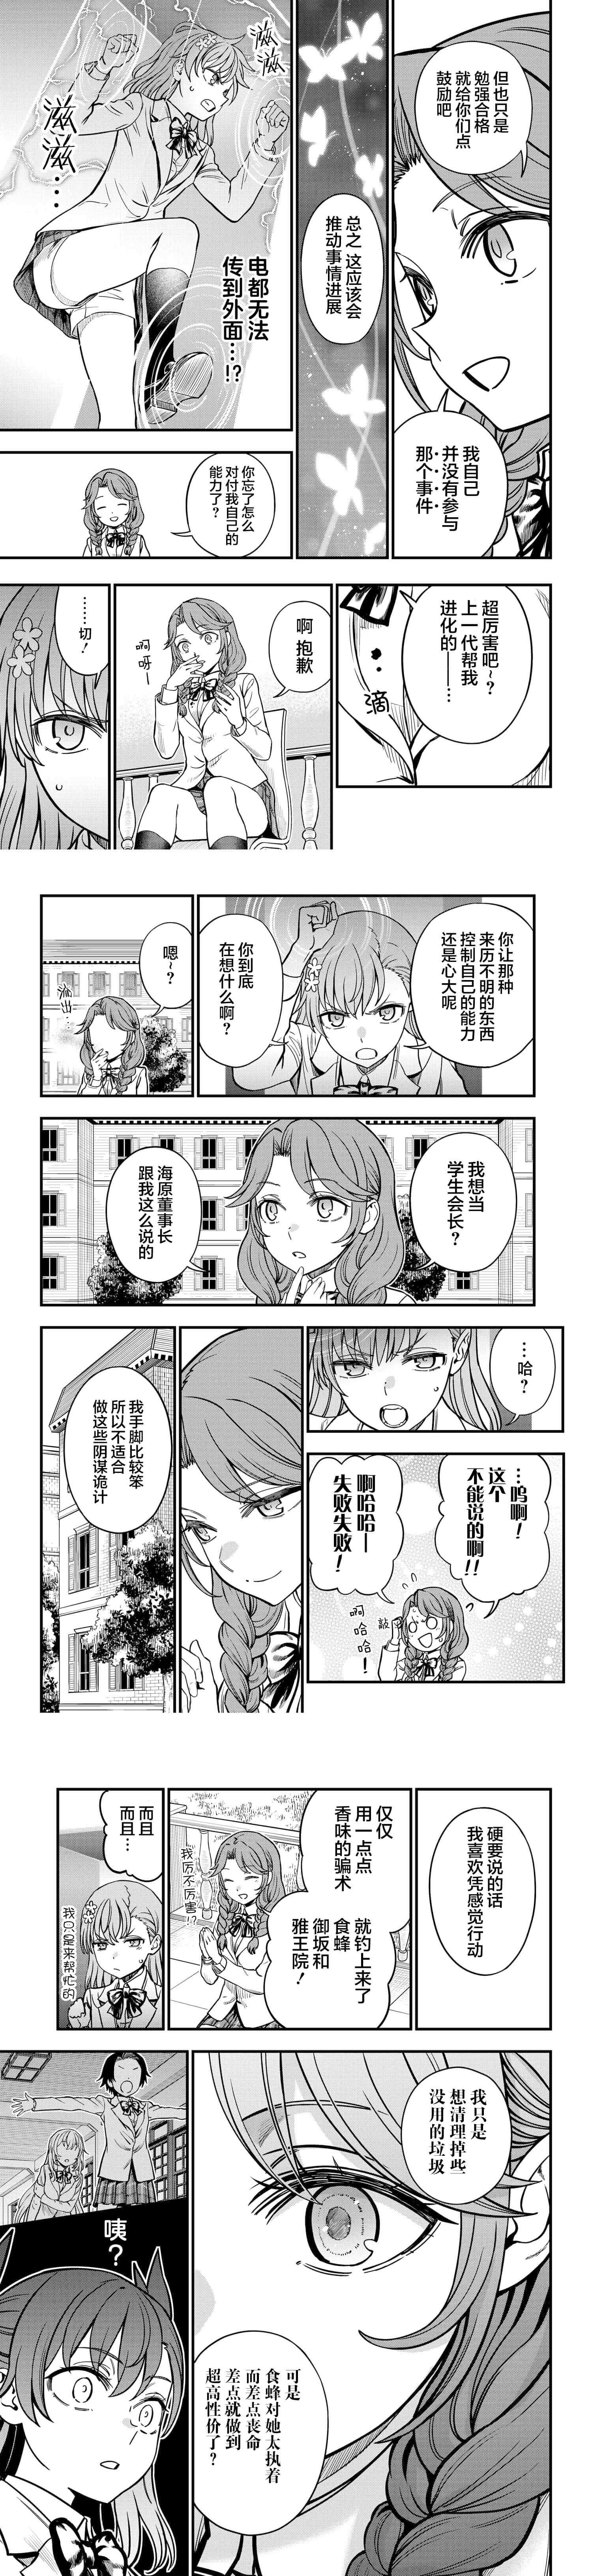 但也只是
勉强合格
就给你们点
鼓励吧
我自己
并没有参与
那个事件
总之 这应该会
推动事情进展
滋滋
滋滋…
电都无法
传到外面…!?
你忘了怎么
对付我自己的
能力了?
超厉害吧~?
上一代帮我
进化的——…
滴
啊 抱歉
啊呀—
……切!
你让那种
来历不明的东西
控制自己的能力
还是心大呢
你到底
在想什么啊?
嗯~?
流出…
我想当
学生会长?
海原董事长
跟我这么说的
…哈?
…呜啊!
这个
不能说的啊!!
啊哈哈—
失败失败!
敲
啊哈哈!
我手脚比较笨
所以不适合
做这些阴谋诡计
硬要说的话
我喜欢凭感觉行动
仅仅
用一点点
香味的骗术
就钓上来了
食蜂
御坂和
雅王院!
我厉不厉害!?
而且
而且…
我只是来帮忙的
我只是
想清理掉些
没用的垃圾
可是
食蜂对她太执着
而差点丧命
差点就做到
超高性价了?
咦?